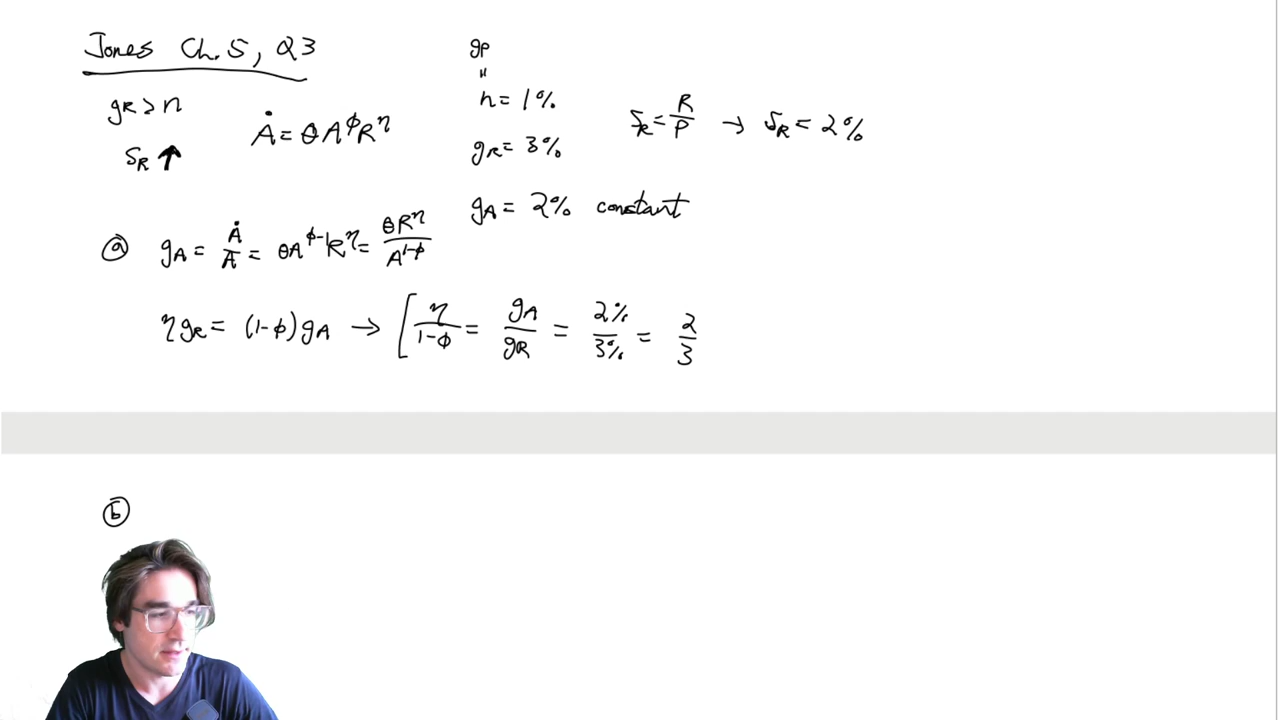 Jones Ch. 5, Q3
gR > n
sR ↑
Ȧ = θA^ϕR^η
gP
"
n = 1%
gR = 3%
gA = 2% constant
sR = R/P → sR = 2%
ⓐ gA = Ȧ/A = θA^(ϕ-1)R^η = θR^η/A^(1-ϕ)
ηgR = (1-ϕ)gA → [η/(1-ϕ) = gA/gR = 2%/3% = 2/3
ⓑ